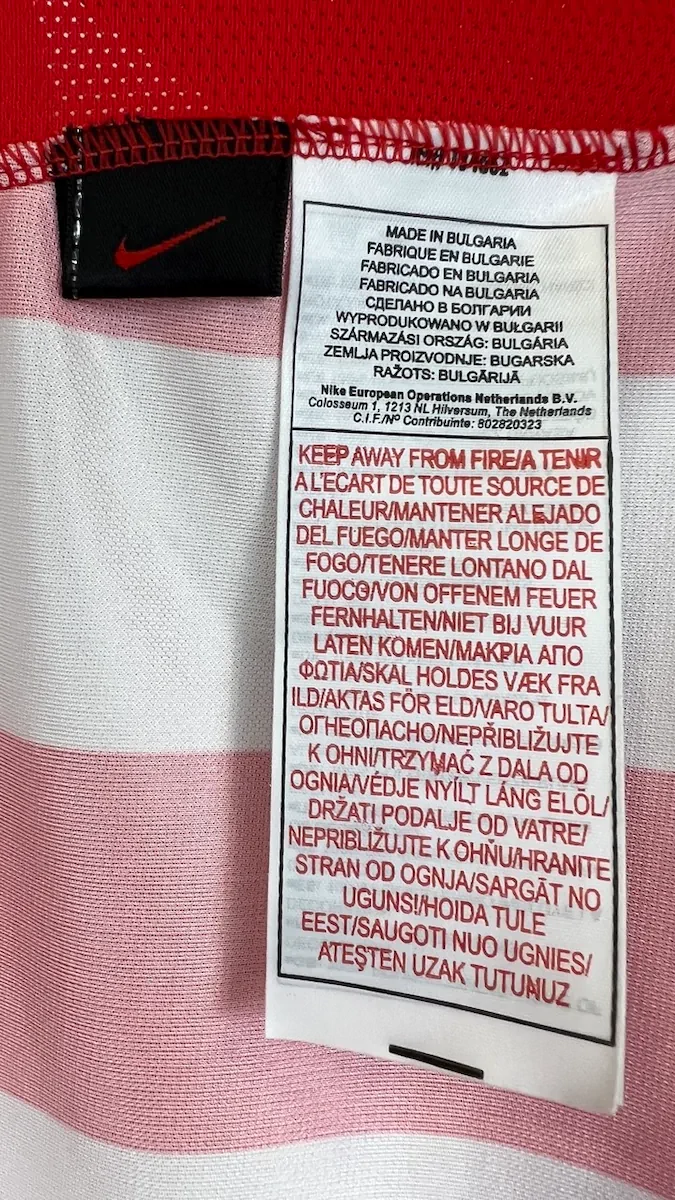 MADE IN BULGARIA
FABRIQUE EN BULGARIE
FABRICADO EN BULGARIA
FABRICADO NA BULGARIA
СДЕЛАНО В БОЛГАРИИ
WYPRODUKOWANO W BUŁGARII
SZÁRMAZÁSI ORSZÁG: BULGÁRIA
ZEMLJA PROIZVODNJE: BUGARSKA
RAŽOTS: BULGĀRIJĀ
Nike European Operations Netherlands B.V.
Colosseum 1, 1213 NL Hilversum, The Netherlands
C.I.F./Nº Contribuinte: 802820323
KEEP AWAY FROM FIRE/A TENIR
A L'ECART DE TOUTE SOURCE DE
CHALEUR/MANTENER ALEJADO
DEL FUEGO/MANTER LONGE DE
FOGO/TENERE LONTANO DAL
FUOCO/VON OFFENEM FEUER
FERNHALTEN/NIET BIJ VUUR
LATEN KOMEN/ΜΑΚΡΙΑ ΑΠΟ
ΦΩΤΙΑ/SKAL HOLDES VÆK FRA
ILD/AKTAS FÖR ELD/VARO TULTA/
ОГНЕОПАСНО/NEPŘIBLIŽUJTE
K OHNI/TRZYMAĆ Z DALA OD
OGNIA/VÉDJE NYÍLT LÁNG ELŐL/
DRŽATI PODALJE OD VATRE/
NEPRIBLIŽUJTE K OHŇU/HRANITE
STRAN OD OGNJA/SARGĀT NO
UGUNS!/HOIDA TULE
EEST/SAUGOTI NUO UGNIES/
ATEŞTEN UZAK TUTUNUZ